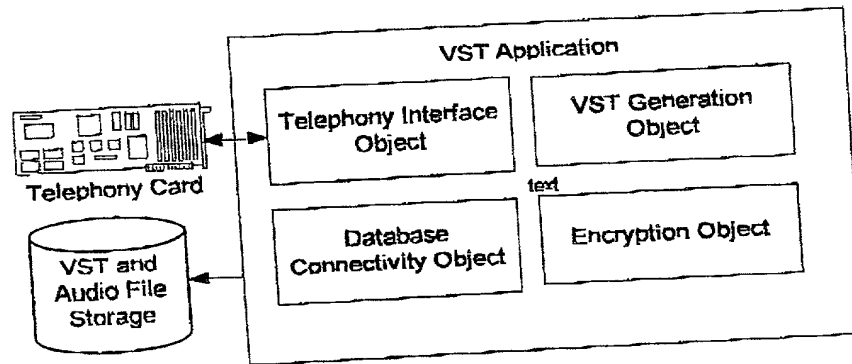 VST Application
Telephony Interface
Object
VST Generation
Object
Telephony Card
text
Database
Connectivity Object
Encryption Object
VST and
Audio File
Storage